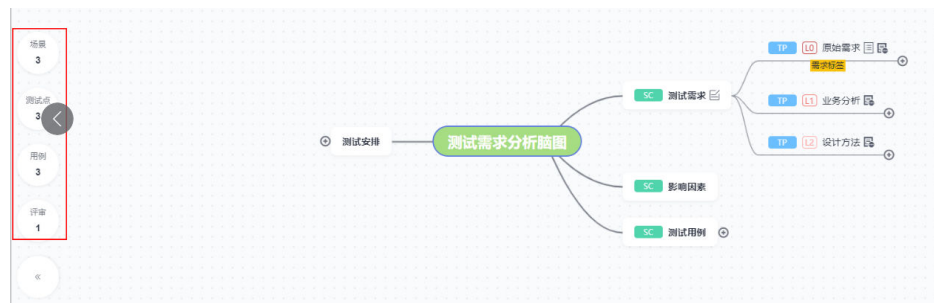 场景
3
测试点
3
用例
3
评审
1
«
测试安排
测试需求分析脑图
SC 测试需求
TP L0 原始需求
需求标签
TP L1 业务分析
TP L2 设计方法
SC 影响因素
SC 测试用例